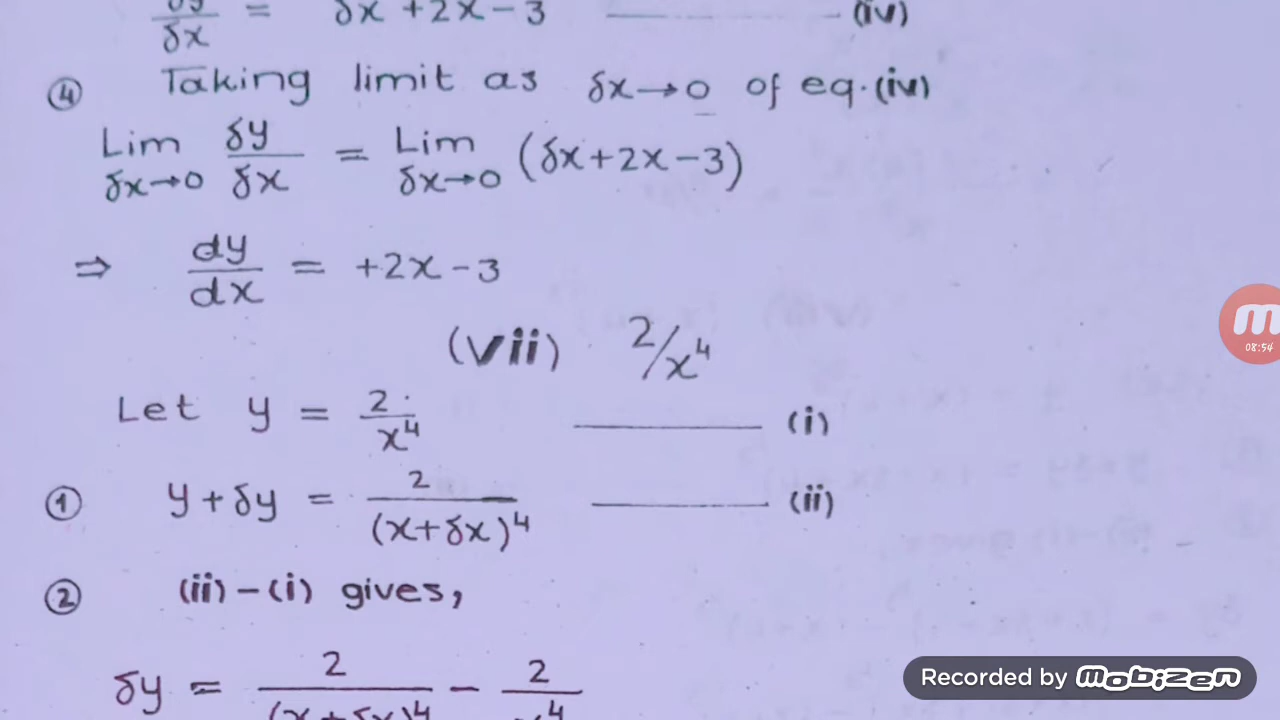 δy/δx = δx + 2x - 3 ———— (iv)
④ Taking limit as δx→0 of eq.(iv)
Lim δx→0 δy/δx = Lim δx→0 (δx+2x-3)
⇒ dy/dx = +2x - 3
(vii) 2/x⁴
Let y = 2/x⁴ ———— (i)
① y + δy = 2/(x+δx)⁴ ———— (ii)
② (ii) - (i) gives,
δy = 2/(x+δx)⁴ - 2/x⁴
08:54
Recorded by mobizen